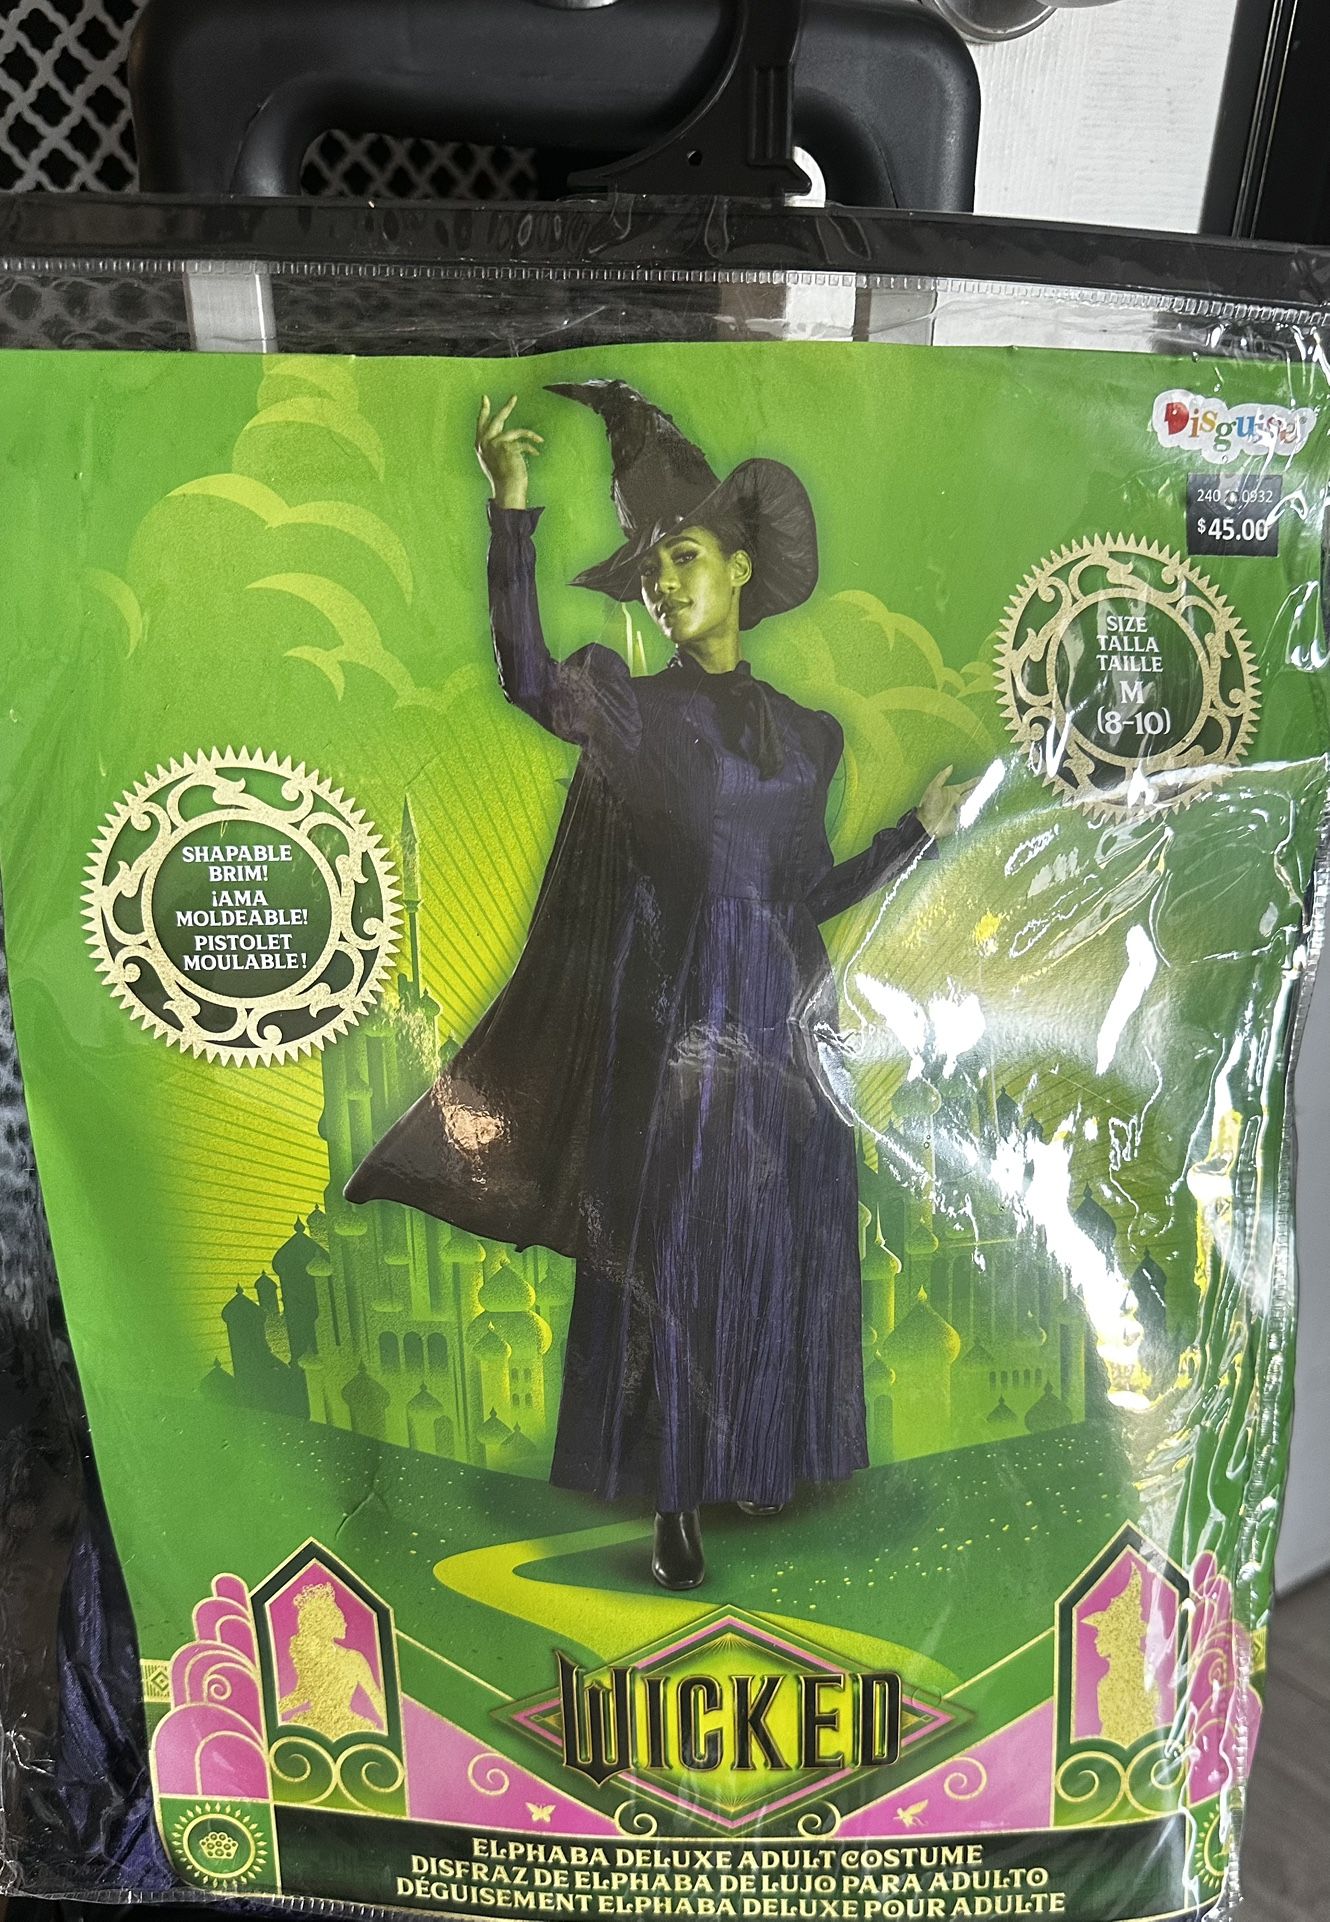 Disguise
$45.00
SIZE
TALLA
TAILLE
M
(8-10)
SHAPABLE
BRIM!
¡AMA
MOLDEABLE!
PISTOLET
MOULABLE!
WICKED
ELPHABA DELUXE ADULT COSTUME
DISFRAZ DE ELPHABA DE LUJO PARA ADULTO
DÉGUISEMENT ELPHABA DELUXE POUR ADULTE